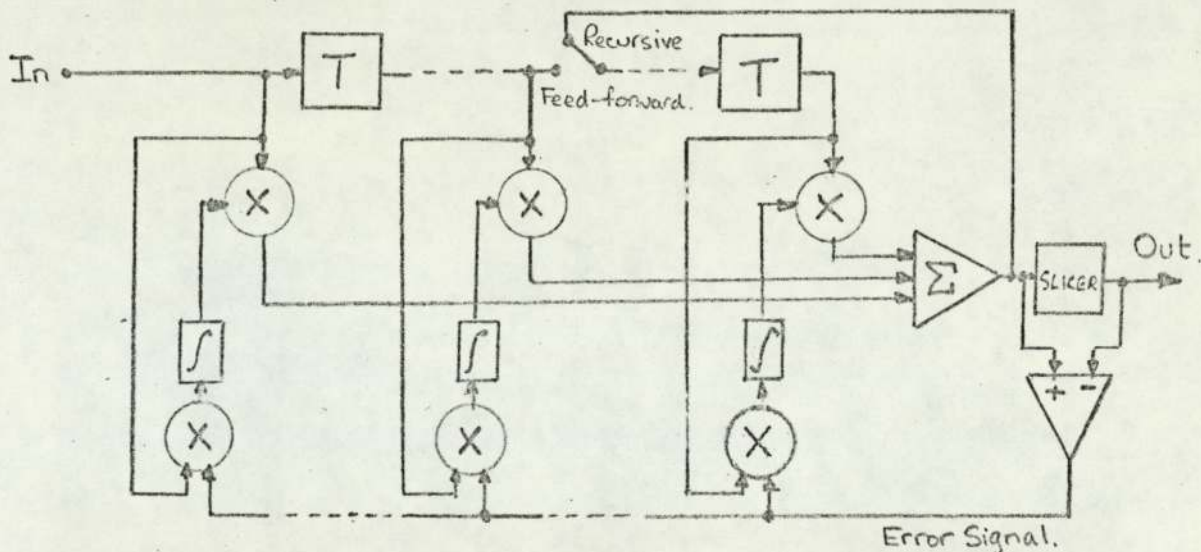 Recursive
In
T
T
Feed-forward.
X
X
X
Σ
SLICER
Out.
∫
∫
∫
+ -
X
X
X
Error Signal.